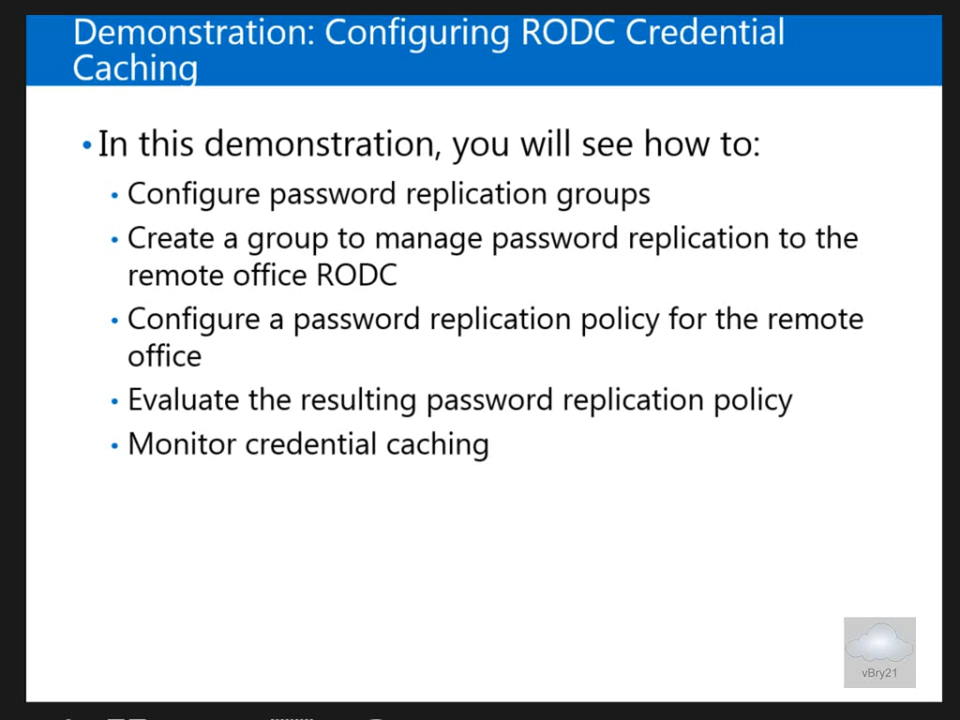 Demonstration: Configuring RODC Credential
Caching
• In this demonstration, you will see how to:
• Configure password replication groups
• Create a group to manage password replication to the
remote office RODC
• Configure a password replication policy for the remote
office
• Evaluate the resulting password replication policy
• Monitor credential caching
vBry21